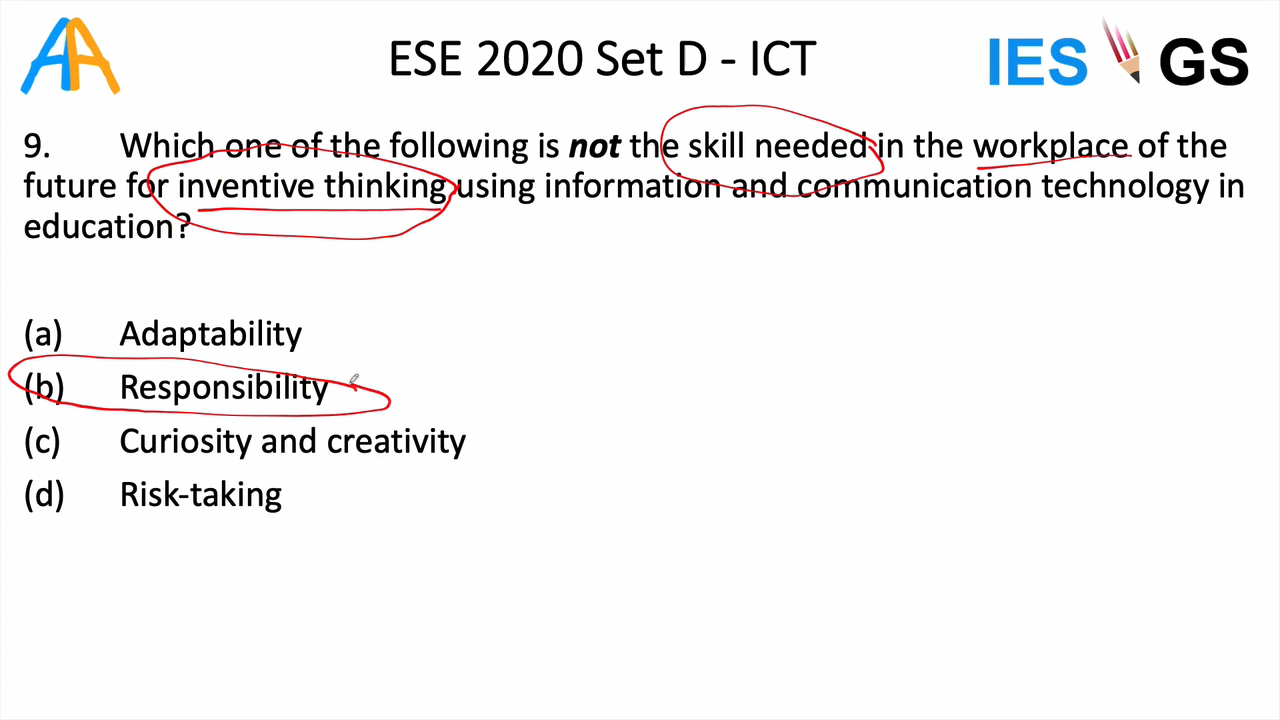 AA
ESE 2020 Set D - ICT
IES GS
9. Which one of the following is not the skill needed in the workplace of the
future for inventive thinking using information and communication technology in
education?
(a) Adaptability
(b) Responsibility
(c) Curiosity and creativity
(d) Risk-taking